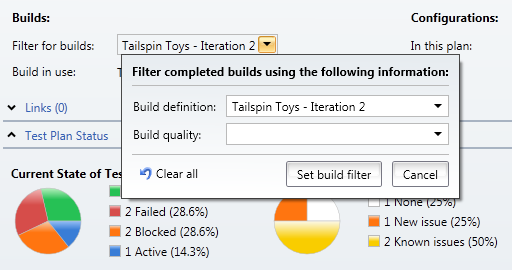 Builds:
Configurations:
Filter for builds:
Tailspin Toys - Iteration 2
In this plan:
Build in use:
Filter completed builds using the following information:
Build definition:
Tailspin Toys - Iteration 2
Build quality:
Clear all
Set build filter
Cancel
Links (0)
Test Plan Status
Current State of Tes
2 Failed (28.6%)
2 Blocked (28.6%)
1 Active (14.3%)
1 None (25%)
1 New issue (25%)
2 Known issues (50%)